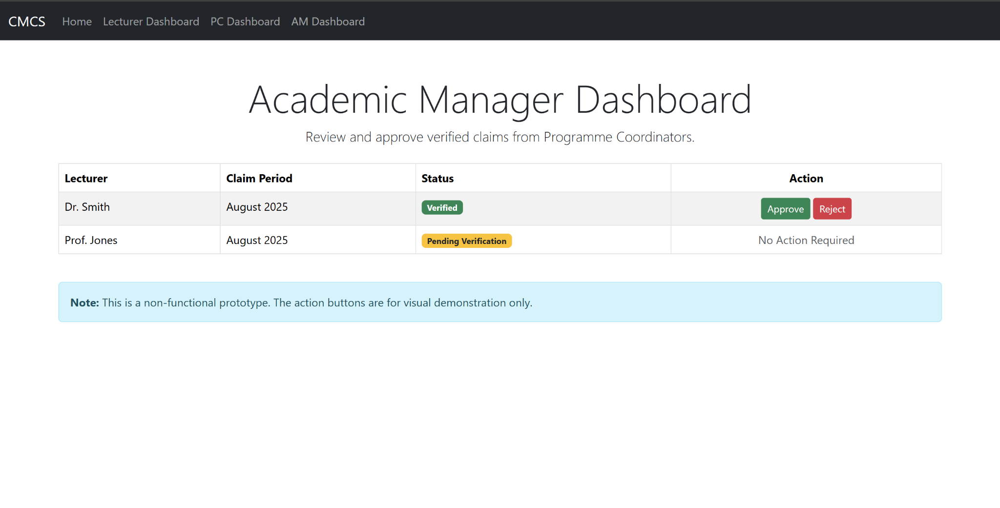 CMCS Home Lecturer Dashboard PC Dashboard AM Dashboard
Academic Manager Dashboard
Review and approve verified claims from Programme Coordinators.
Lecturer Claim Period Status Action
Dr. Smith August 2025 Verified Approve Reject
Prof. Jones August 2025 Pending Verification No Action Required
Note: This is a non-functional prototype. The action buttons are for visual demonstration only.